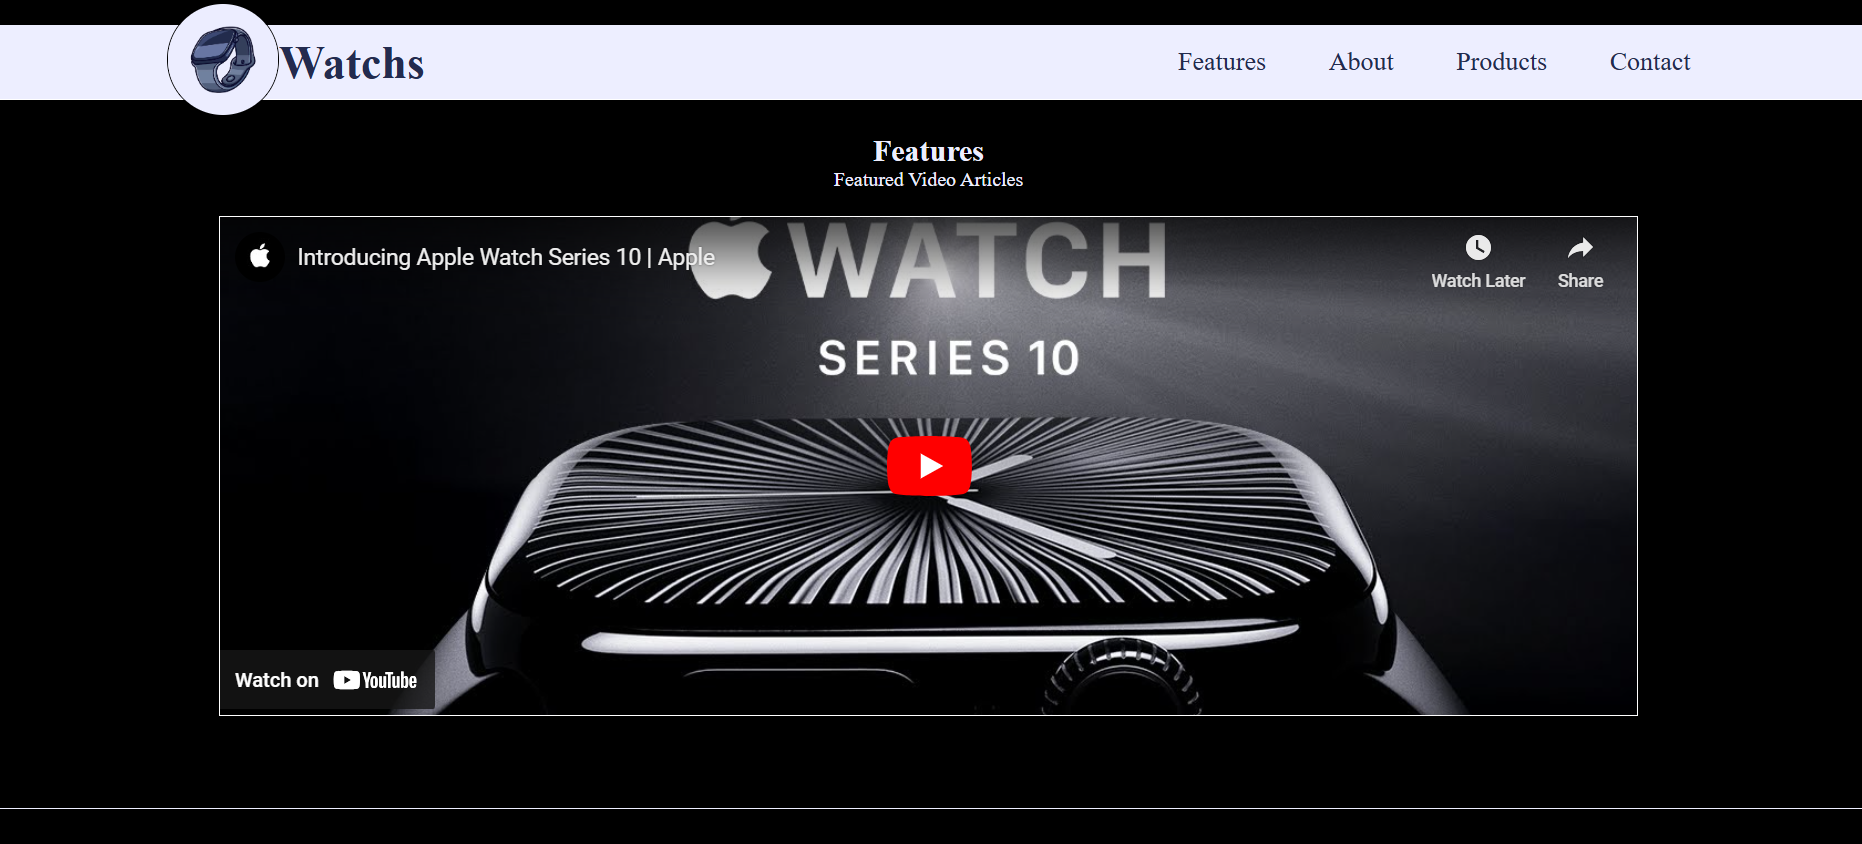 Watchs
Features About Products Contact
Features
Featured Video Articles
Introducing Apple Watch Series 10 | Apple
WATCH
Watch Later Share
SERIES 10
Watch on YouTube